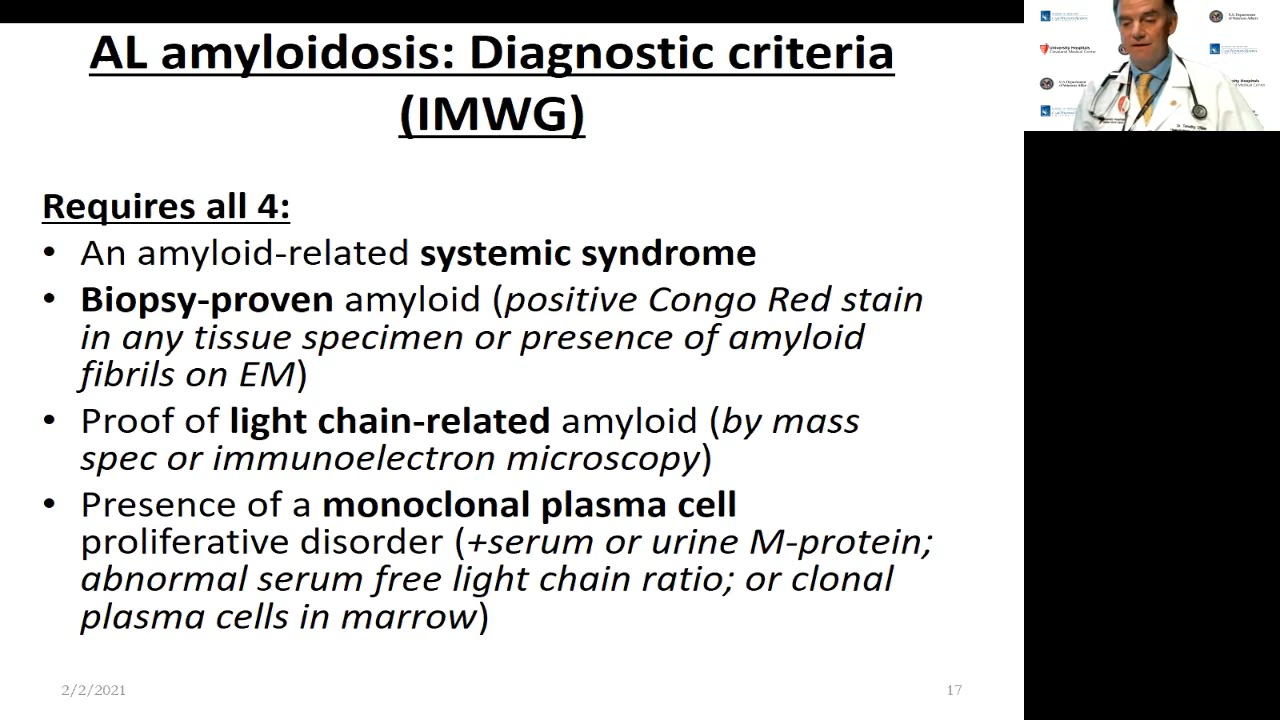 AL amyloidosis: Diagnostic criteria
(IMWG)
Requires all 4:
• An amyloid-related systemic syndrome
• Biopsy-proven amyloid (positive Congo Red stain
in any tissue specimen or presence of amyloid
fibrils on EM)
• Proof of light chain-related amyloid (by mass
spec or immunoelectron microscopy)
• Presence of a monoclonal plasma cell
proliferative disorder (+serum or urine M-protein;
abnormal serum free light chain ratio; or clonal
plasma cells in marrow)
2/2/2021
17
University Hospitals